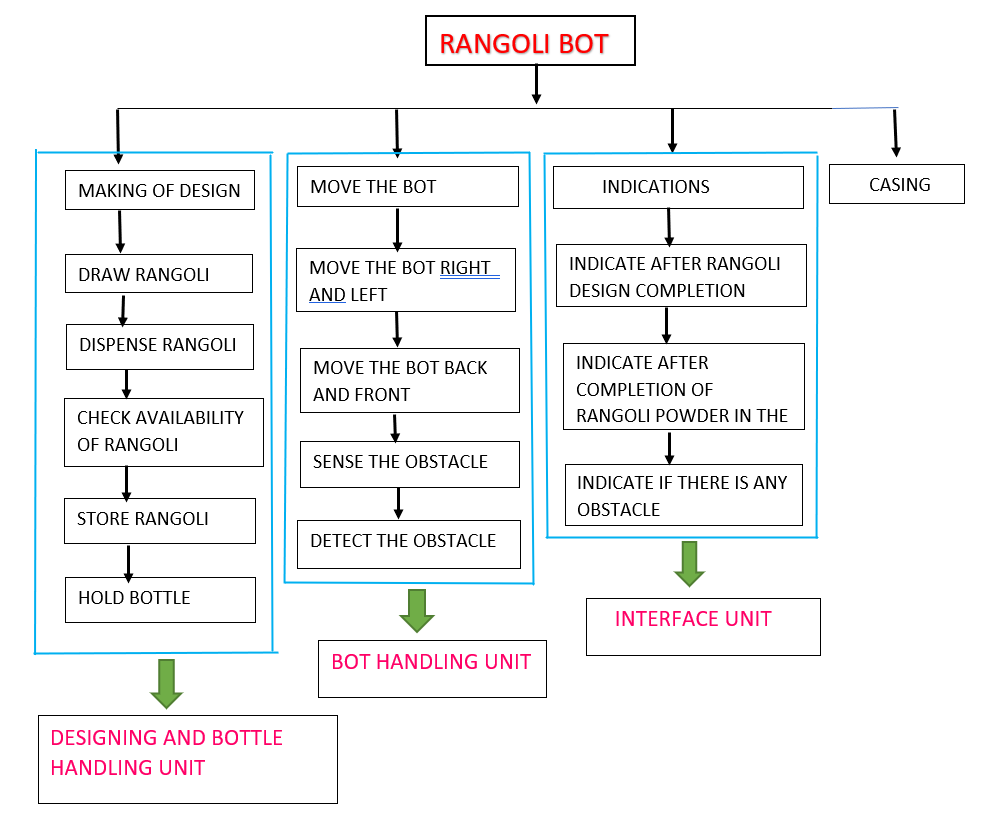 RANGOLI BOT
MAKING OF DESIGN
DRAW RANGOLI
DISPENSE RANGOLI
CHECK AVAILABILITY
OF RANGOLI
STORE RANGOLI
HOLD BOTTLE
DESIGNING AND BOTTLE
HANDLING UNIT
MOVE THE BOT
MOVE THE BOT RIGHT
AND LEFT
MOVE THE BOT BACK
AND FRONT
SENSE THE OBSTACLE
DETECT THE OBSTACLE
BOT HANDLING UNIT
INDICATIONS
INDICATE AFTER RANGOLI
DESIGN COMPLETION
INDICATE AFTER
COMPLETION OF
RANGOLI POWDER IN THE
INDICATE IF THERE IS ANY
OBSTACLE
INTERFACE UNIT
CASING